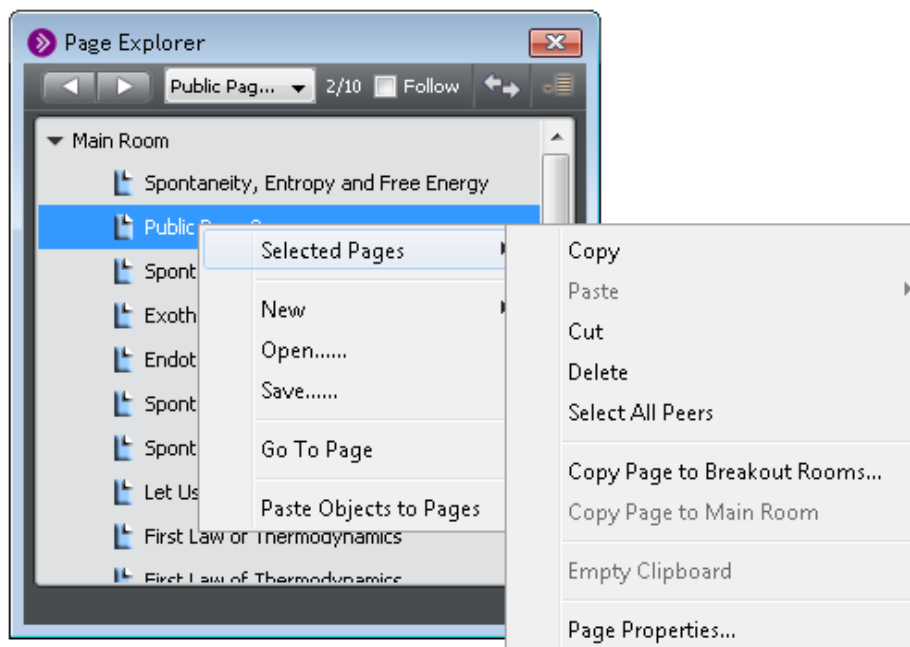 Page Explorer
Public Pag... 2/10 Follow
Main Room
Spontaneity, Entropy and Free Energy
Public
Spont
Exoth
Endot
Spont
Spont
Let Us
First Law of Thermodynamics
First Law of Thermodynamics
Selected Pages
New
Open......
Save......
Go To Page
Paste Objects to Pages
Copy
Paste
Cut
Delete
Select All Peers
Copy Page to Breakout Rooms...
Copy Page to Main Room
Empty Clipboard
Page Properties...